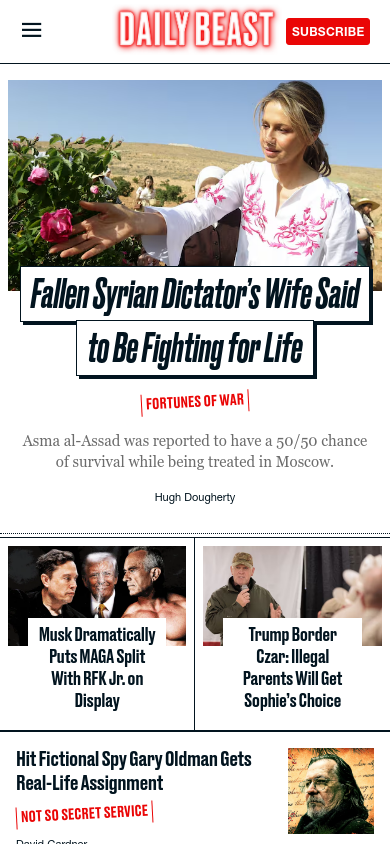 DAILY BEAST
SUBSCRIBE
Fallen Syrian Dictator's Wife Said
to Be Fighting for Life
FORTUNES OF WAR
Asma al-Assad was reported to have a 50/50 chance
of survival while being treated in Moscow.
Hugh Dougherty
Musk Dramatically
Puts MAGA Split
With RFK Jr. on
Display
Trump Border
Czar: Illegal
Parents Will Get
Sophie's Choice
Hit Fictional Spy Gary Oldman Gets
Real-Life Assignment
NOT SO SECRET SERVICE
David Gardner